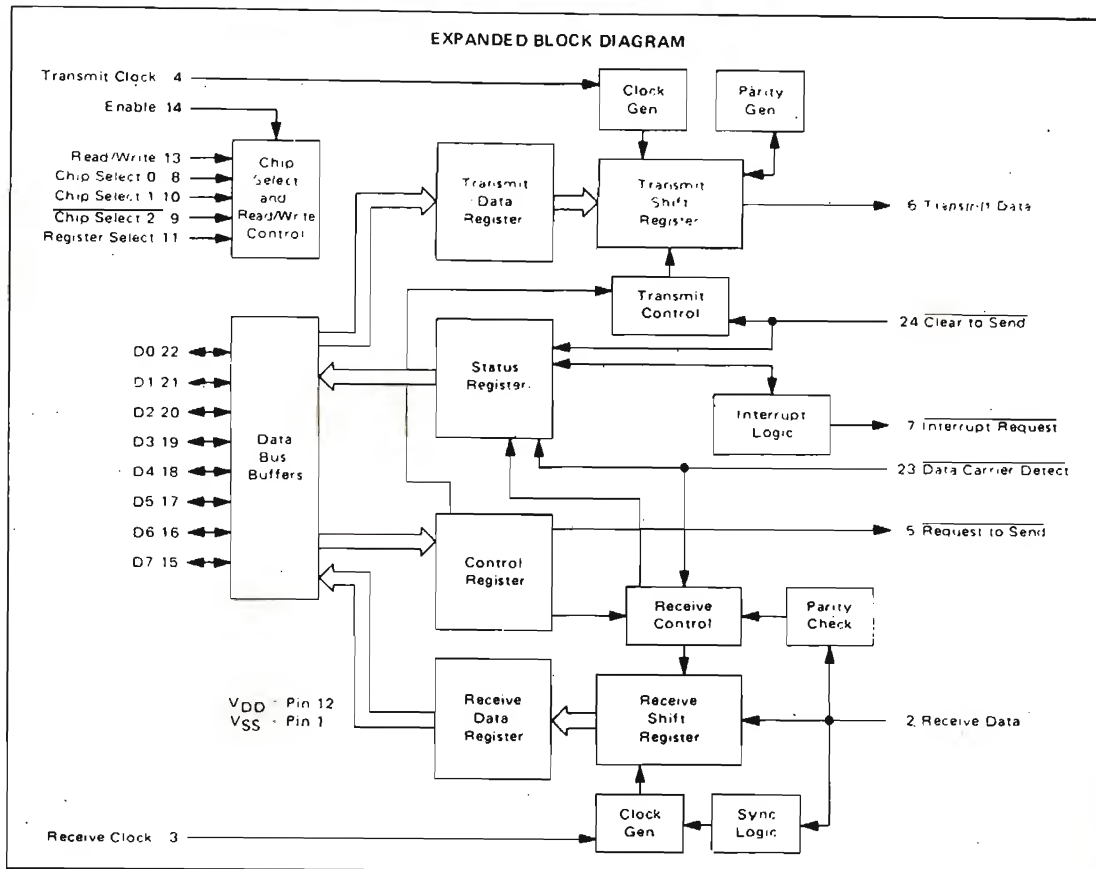 EXPANDED BLOCK DIAGRAM
Transmit Clock 4
Enable 14
Read/Write 13
Chip Select 0 8
Chip Select 1 10
Chip Select 2 9
Register Select 11
Chip
Select
and
Read/Write
Control
Clock
Gen
Parity
Gen
Transmit
Data
Register
Transmit
Shift
Register
6 Transmit Data
Transmit
Control
24 Clear to Send
D0 22
D1 21
D2 20
D3 19
D4 18
D5 17
D6 16
D7 15
Data
Bus
Buffers
Status
Register
Interrupt
Logic
7 Interrupt Request
23 Data Carrier Detect
5 Request to Send
Control
Register
Receive
Control
Parity
Check
VDD - Pin 12
VSS - Pin 1
Receive
Data
Register
Receive
Shift
Register
2 Receive Data
Receive Clock 3
Clock
Gen
Sync
Logic